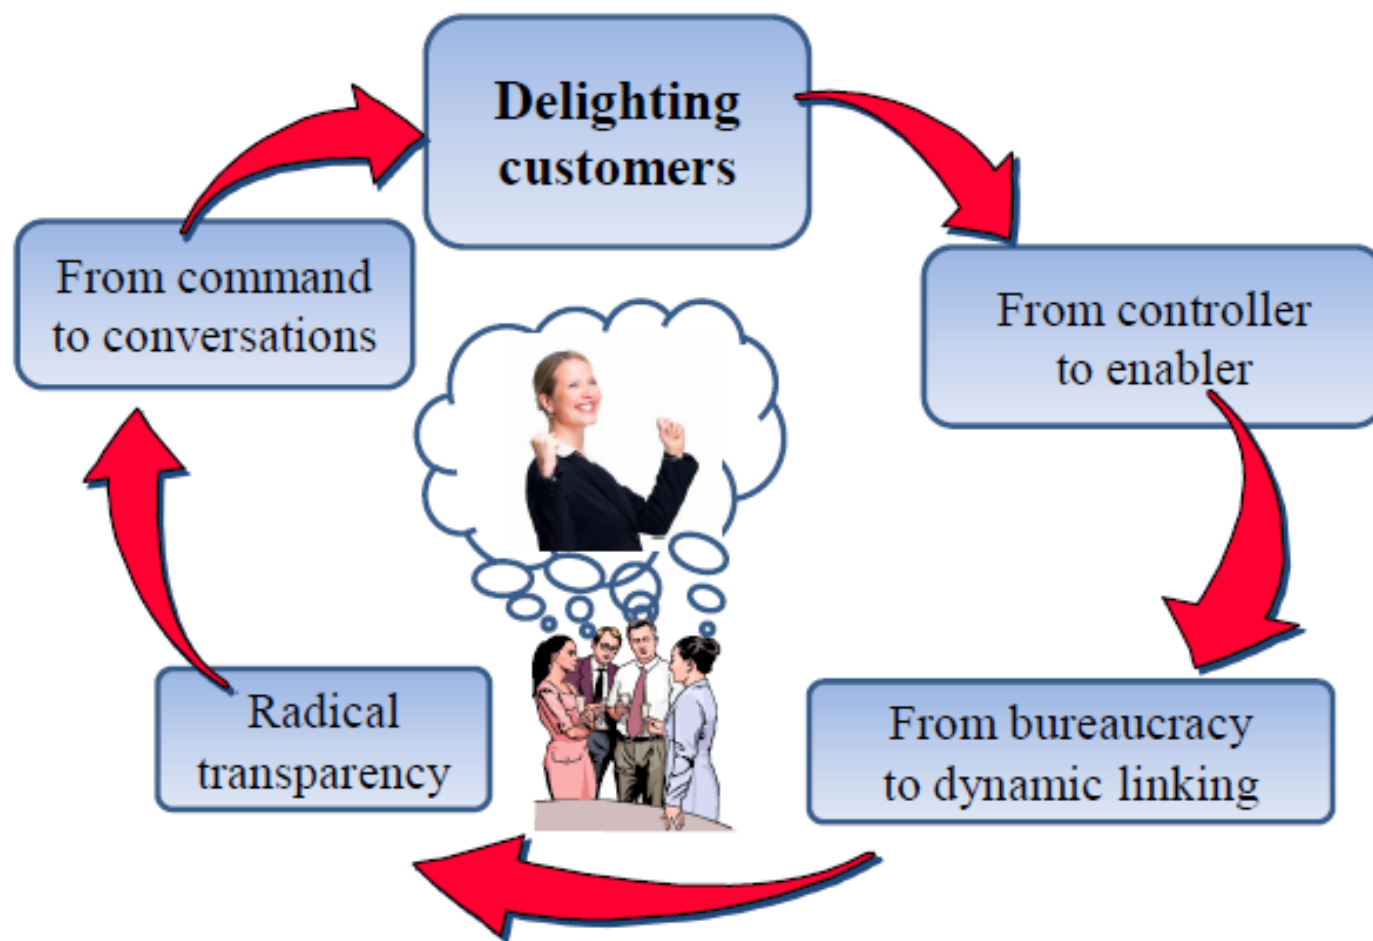 Delighting
customers
From controller
to enabler
From bureaucracy
to dynamic linking
Radical
transparency
From command
to conversations